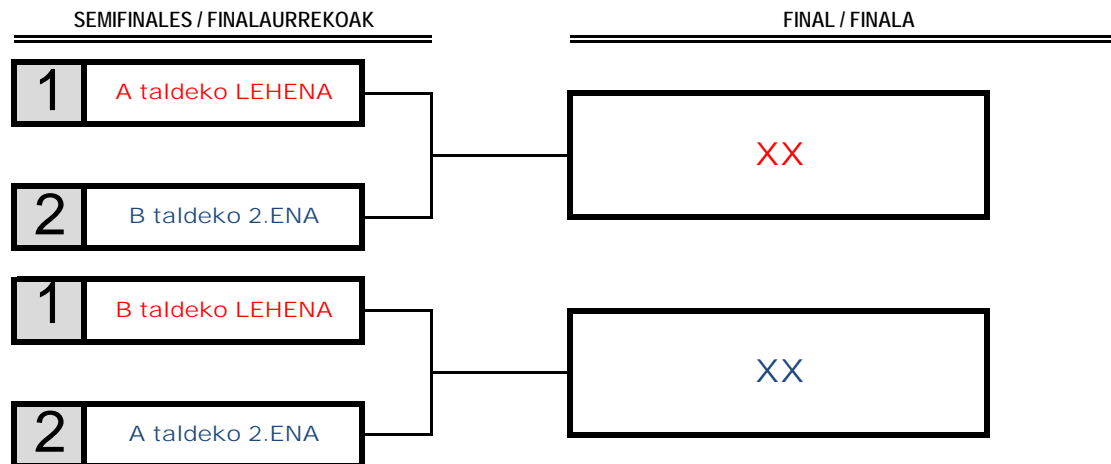 SEMIFINALES / FINALAURREKOAK
FINAL / FINALA
1 A taldeko LEHENA
XX
2 B taldeko 2.ENA
1 B taldeko LEHENA
XX
2 A taldeko 2.ENA